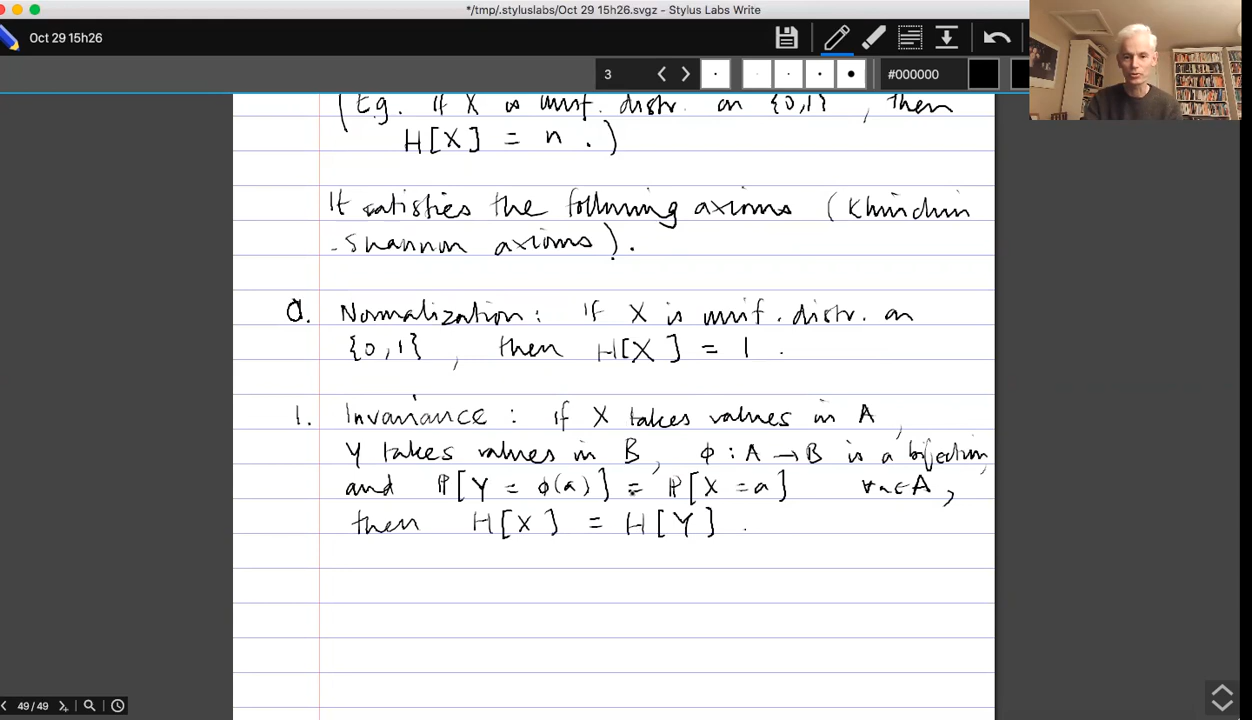 */tmp/.styluslabs/Oct 29 15h26.svgz - Stylus Labs Write
Oct 29 15h26
3
#000000
(E.g. if X is unif. distr. on {0,1} , then
H[X] = n . )
It satisfies the following axioms (Khinchin
-Shannon axioms).
0. Normalization: if X is unif. distr. on
{0,1} , then H[X] = 1 .
1. Invariance : if X takes values in A,
Y takes values in B, φ : A → B is a bijection,
and ℙ[Y = φ(a)] = ℙ[X = a] ∀a∈A,
then H[X] = H[Y] .
49/49